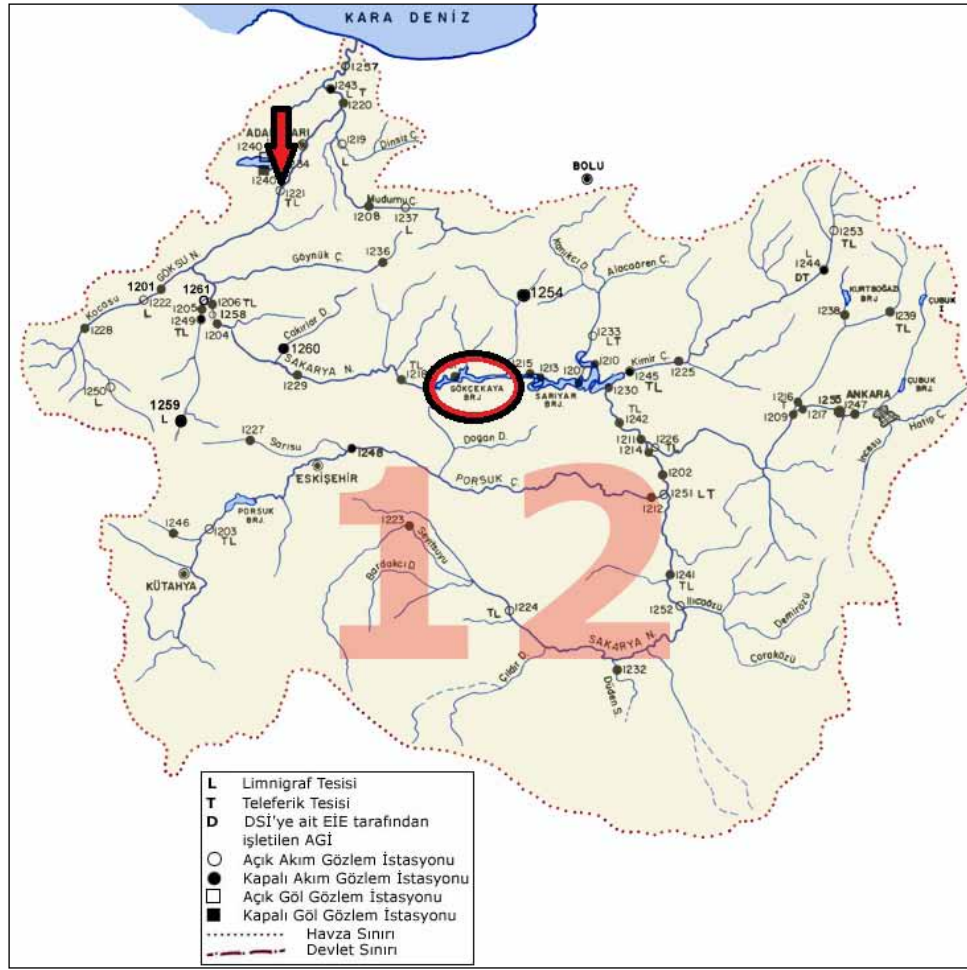 KARA DENİZ
1257
1243
L T
1220
ADA
ARI
1240
1219
Dinsiz Ç.
L
1221
TL
BOLU
Mudurnu Ç.
1208
1237
L
1253
TL
L
1244
DT
GÖKSU N.
Göynük Ç.
1236
Alacaören Ç.
1201
1261
1254
KURTBOĞAZI
BRJ.
ÇUBUK
I
Kocasu
1222
L
1205
1206 TL
1258
1249
TL
1204
1238
1239
TL
1228
Çakırlar D.
1260
1233
LT
SAKARYA N.
1229
TL
1218
1215
1213
1207
1210
Kirmir Ç.
1245
TL
1225
GÖKÇEKAYA
BRJ.
SARIYAR
BRJ.
1230
ÇUBUK
BRJ.
1250
L
1259
L
TL
1242
1216
T
1209
1217
1255
1247
ANKARA
Hatip Ç.
1227
Sarısu
Doğan D.
1211
1214
1226
TL
İncesu
1248
ESKİŞEHİR
PORSUK Ç.
1202
1251 LT
1212
PORSUK
BRJ.
12
1246
1203
TL
1223
Seyitsuyu
Bardakcı D.
KÜTAHYA
1241
TL
TL
1224
1252
Ilıcaözü
Demirözü
SAKARYA N.
Çoraközü
Çıldır D.
1232
Düden S.
L Limnigraf Tesisi
T Teleferik Tesisi
D DSİ'ye ait EİE tarafından
işletilen AGİ
Açık Akım Gözlem İstasyonu
Kapalı Akım Gözlem İstasyonu
Açık Göl Gözlem İstasyonu
Kapalı Göl Gözlem İstasyonu
Havza Sınırı
Devlet Sınırı